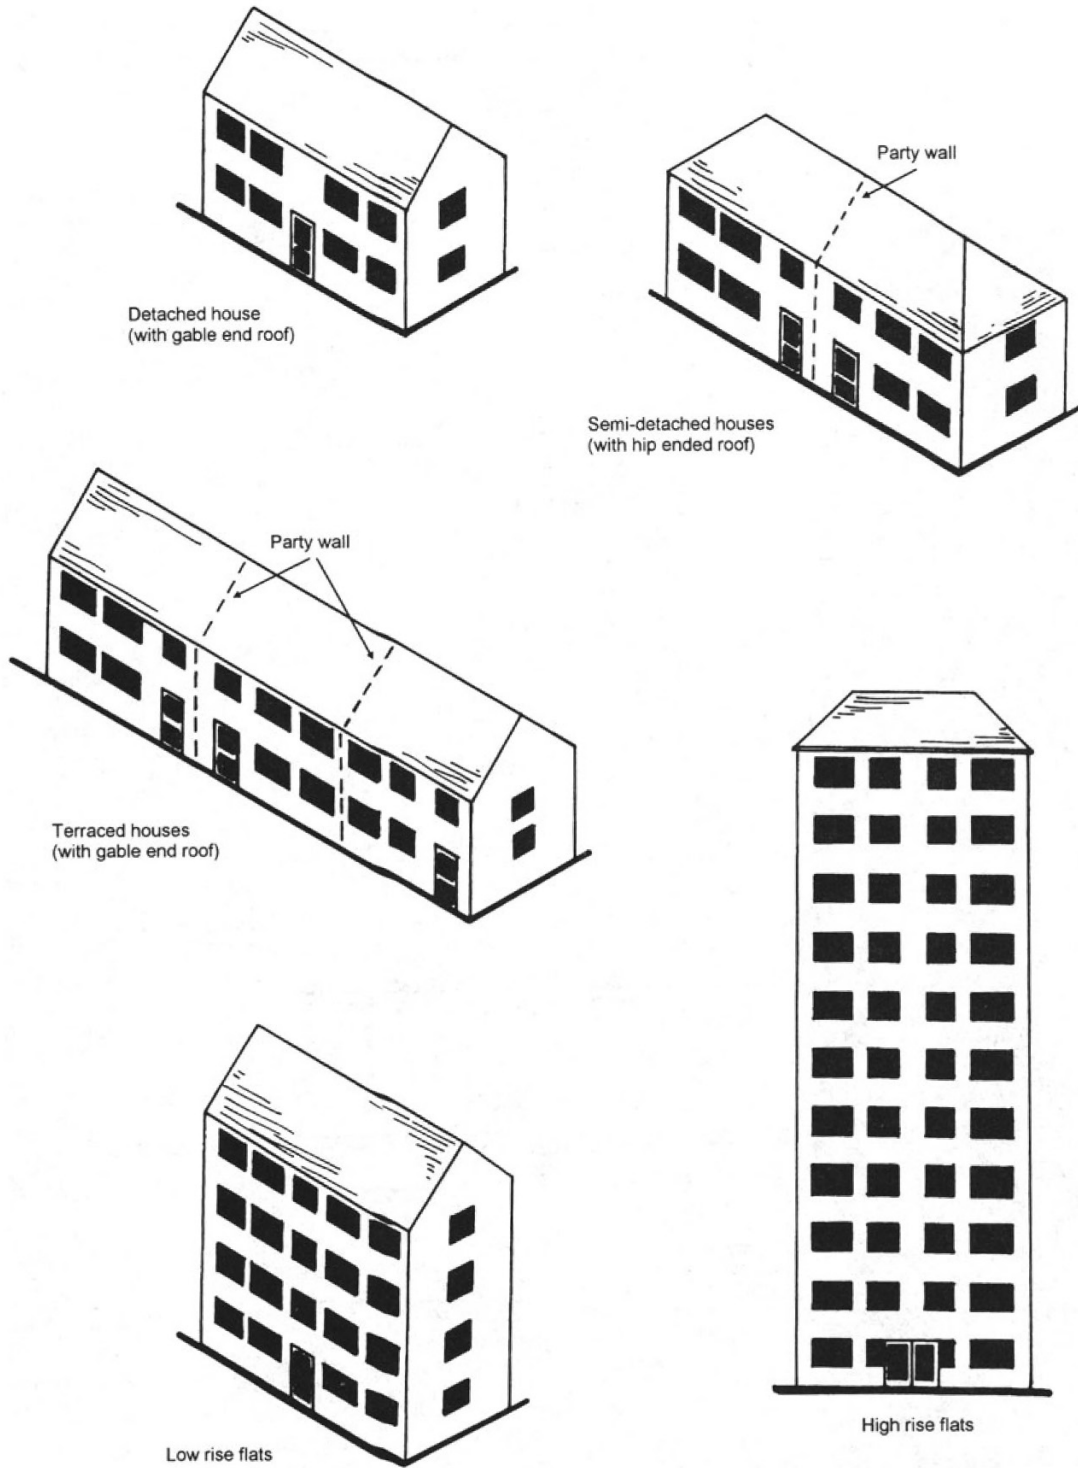 Party wall
Detached house
(with gable end roof)
Semi-detached houses
(with hip ended roof)
Party wall
Terraced houses
(with gable end roof)
Low rise flats
High rise flats